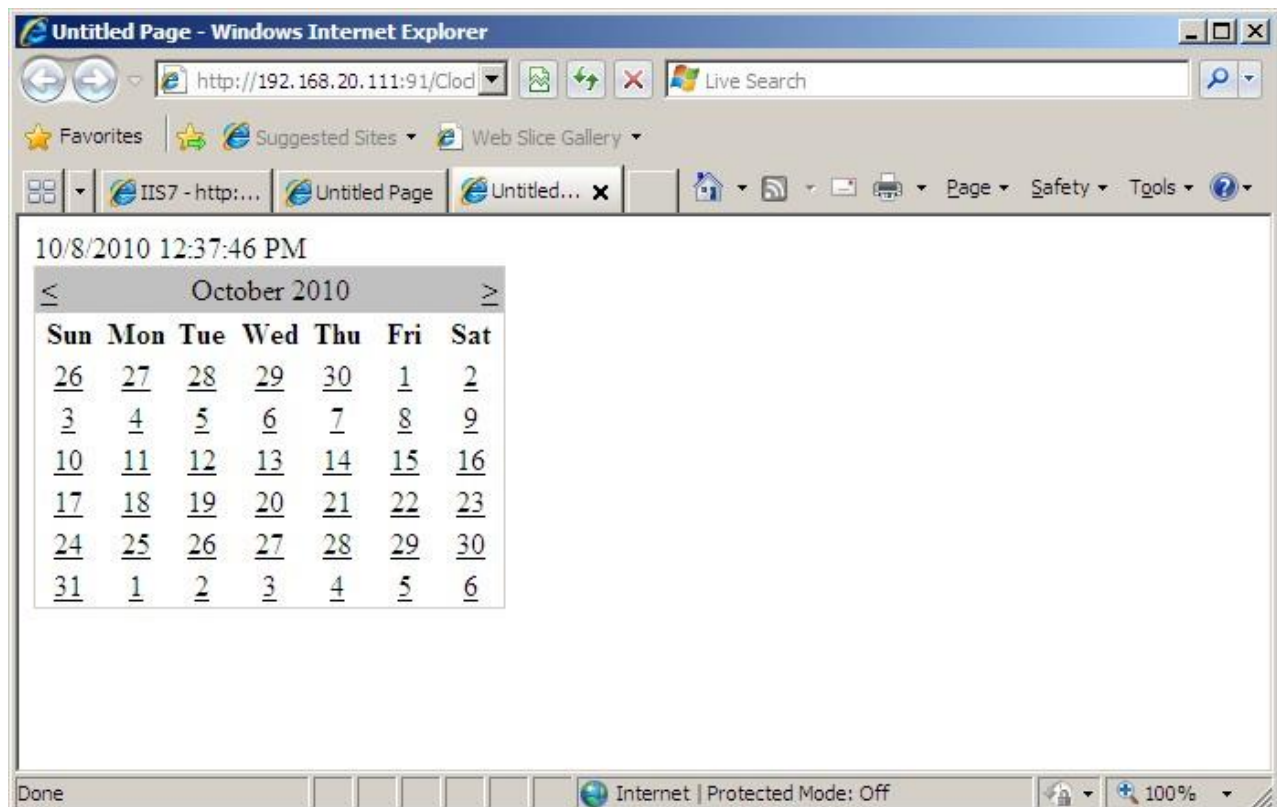 Untitled Page - Windows Internet Explorer
http://192.168.20.111:91/Cloc
Live Search
Favorites Suggested Sites Web Slice Gallery
IIS7 - http:... Untitled Page Untitled... Page Safety Tools
10/8/2010 12:37:46 PM
< October 2010 >
Sun Mon Tue Wed Thu Fri Sat
26 27 28 29 30 1 2
3 4 5 6 7 8 9
10 11 12 13 14 15 16
17 18 19 20 21 22 23
24 25 26 27 28 29 30
31 1 2 3 4 5 6
Done Internet | Protected Mode: Off 100%